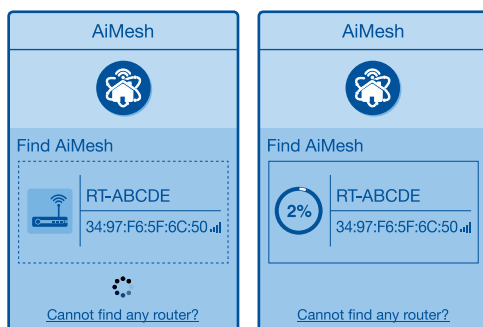 AiMesh
Find AiMesh
RT-ABCDE
34:97:F6:5F:6C:50
Cannot find any router?
AiMesh
Find AiMesh
2%
RT-ABCDE
34:97:F6:5F:6C:50
Cannot find any router?